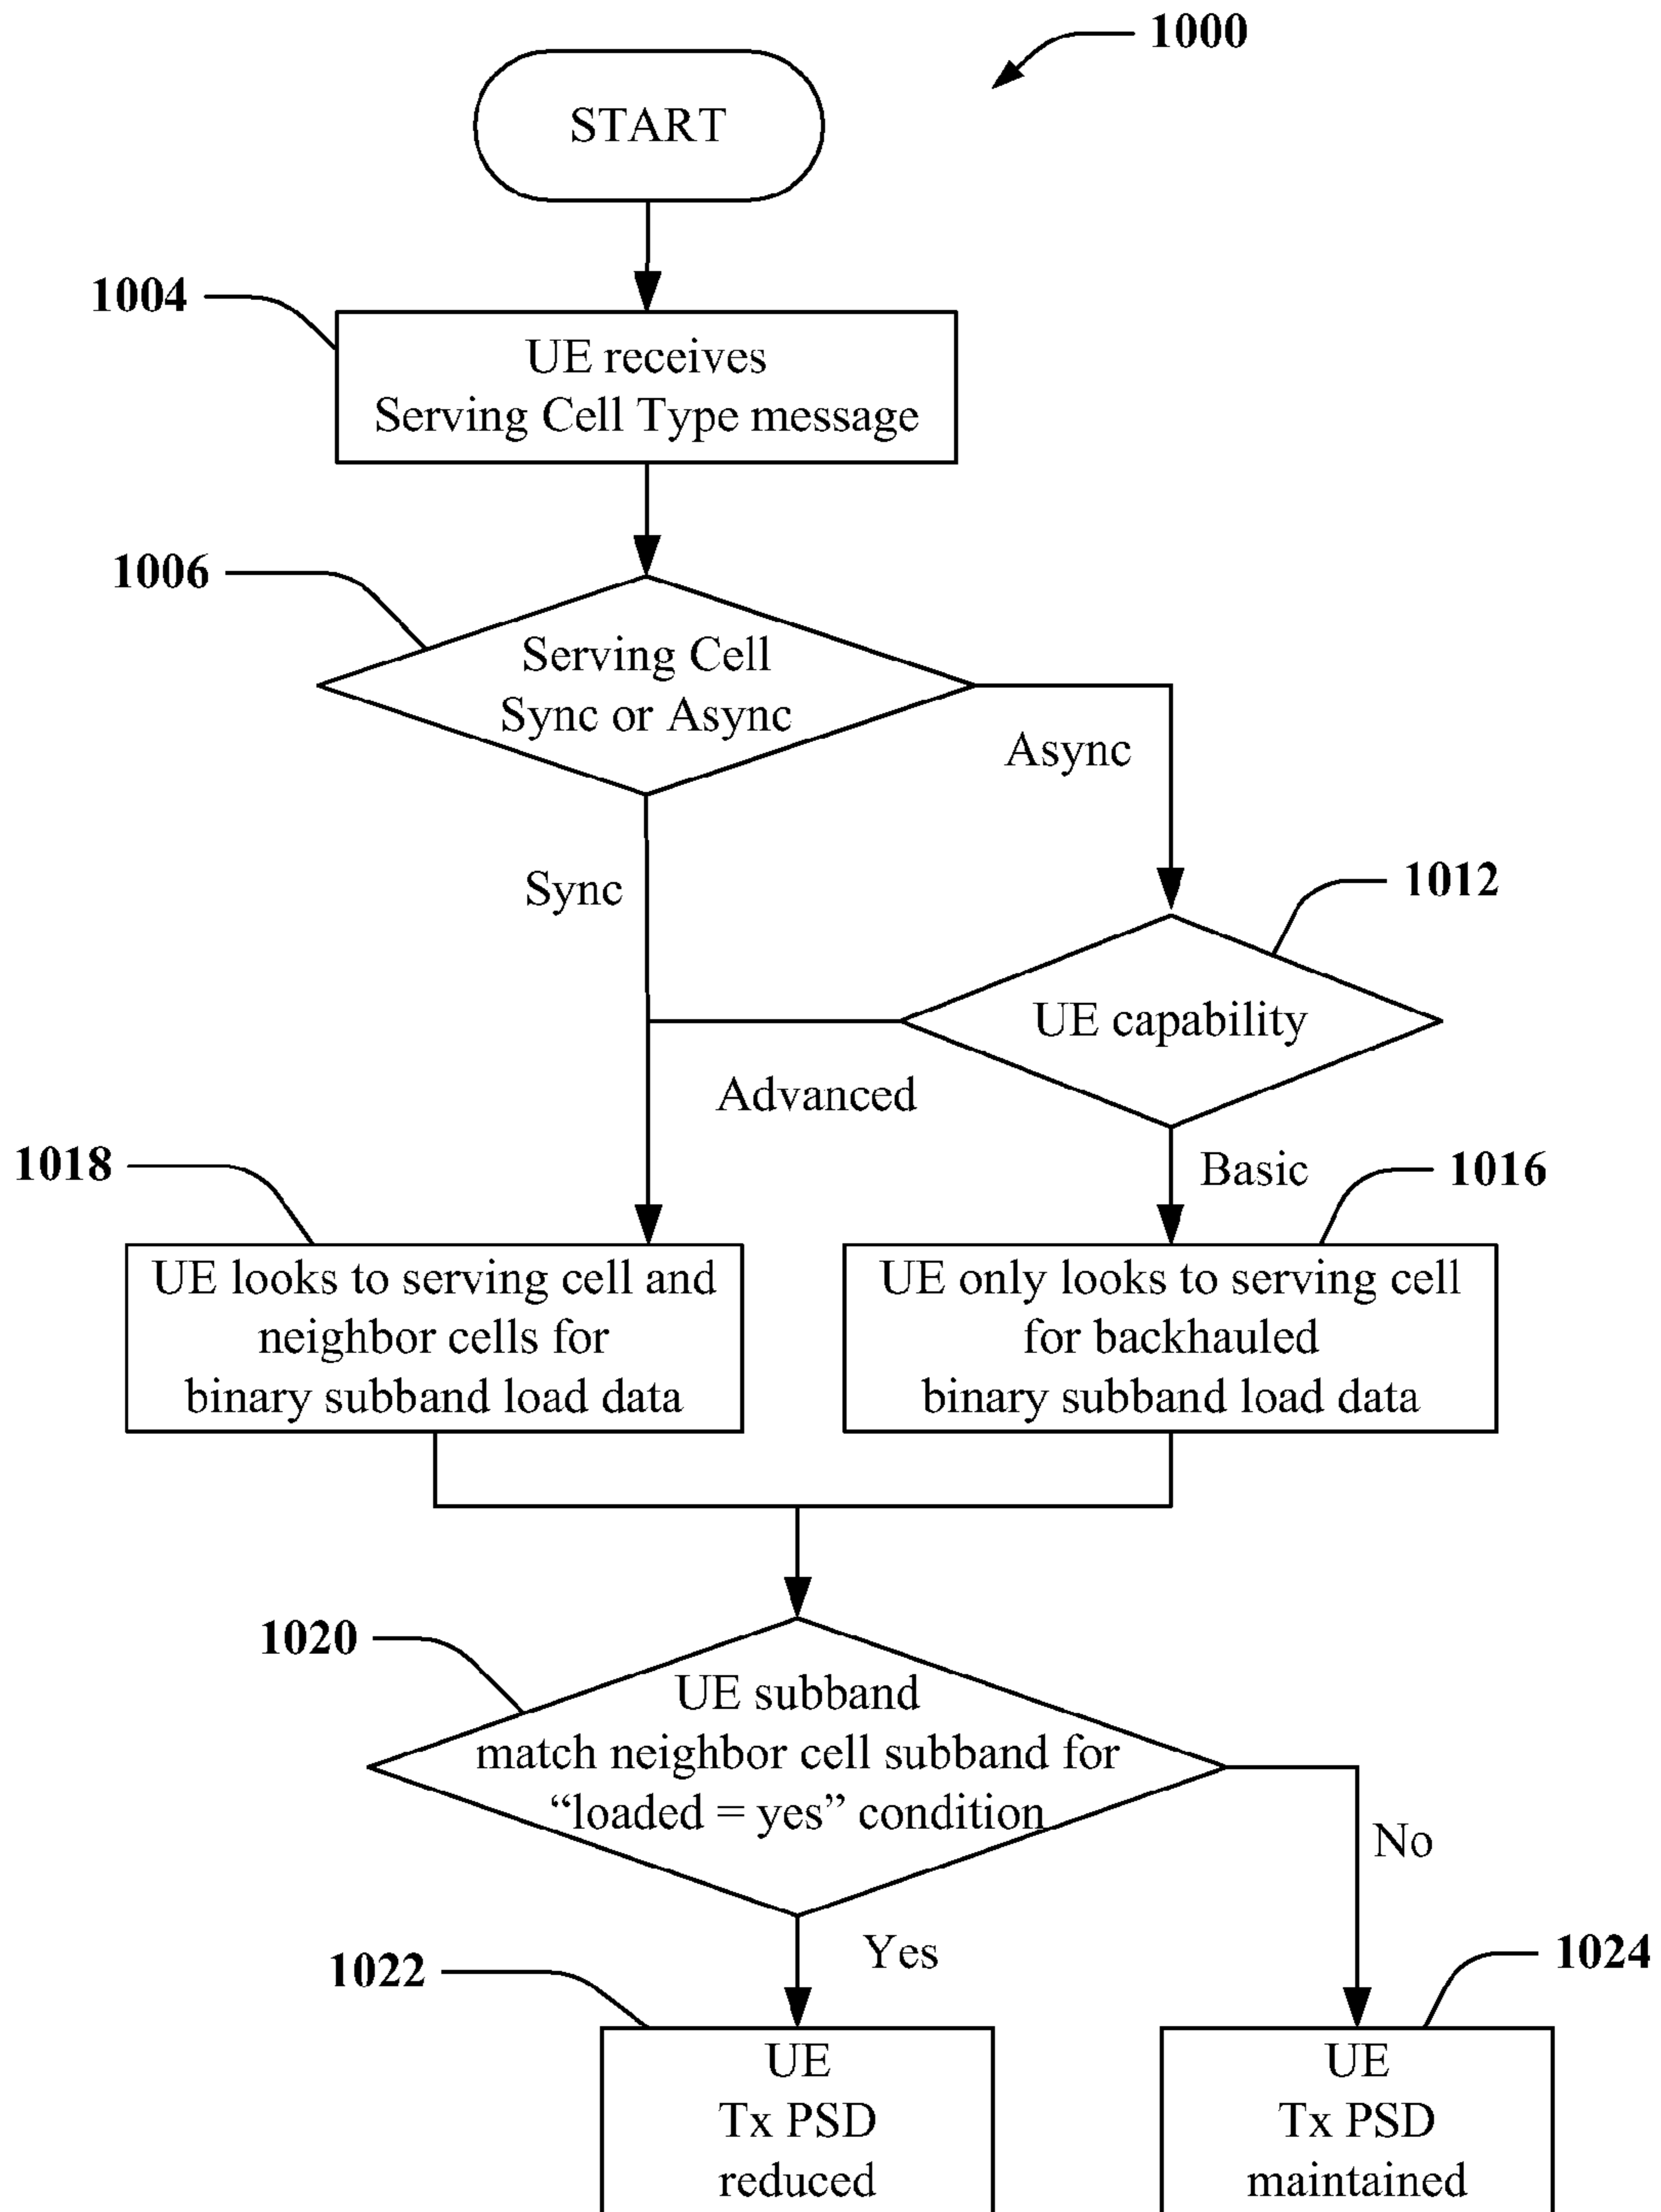 1000
START
1004
UE receives
Serving Cell Type message
1006
Serving Cell
Sync or Async
Async
Sync
1012
UE capability
Advanced
Basic
1018
1016
UE looks to serving cell and
neighbor cells for
binary subband load data
UE only looks to serving cell
for backhauled
binary subband load data
1020
UE subband
match neighbor cell subband for
“loaded = yes” condition
No
Yes
1022
1024
UE
Tx PSD
reduced
UE
Tx PSD
maintained